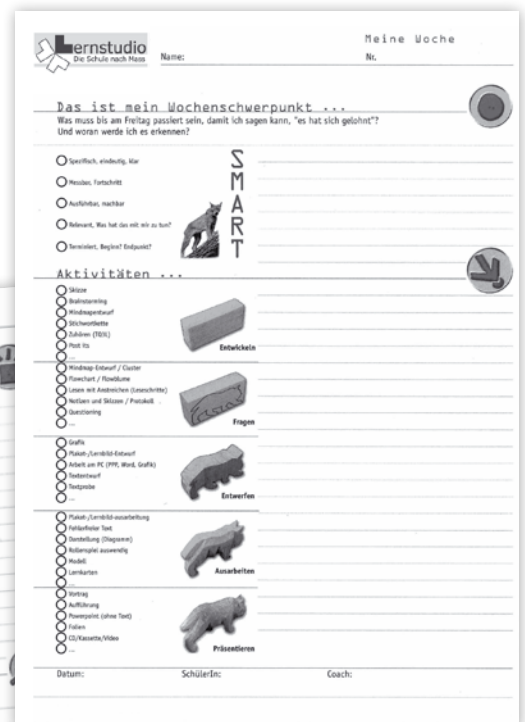 Meine Woche
Lernstudio
Die Schule nach Mass
Name:
Nr.
Das ist mein Wochenschwerpunkt ...
Was muss bis am Freitag passiert sein, damit ich sagen kann, "es hat sich gelohnt"?
Und woran werde ich es erkennen?
Spezifisch, eindeutig, klar
Messbar, Fortschritt
Ausführbar, machbar
Relevant, Was hat das mit mir zu tun?
Terminiert, Beginn? Endpunkt?
S
M
A
R
T
Aktivitäten ...
Skizze
Brainstorming
Mindmapentwurf
Stichwortkette
Zuhören (TQ3L)
Post its
...
Entwickeln
Mindmap-Entwurf / Cluster
Flowchart / Flowblume
Lesen mit Anstreichen (Leseschritte)
Notizen und Skizzen / Protokoll
Questioning
...
Fragen
Grafik
Plakat-/Lernbild-Entwurf
Arbeit am PC (PPP, Word, Grafik)
Textentwurf
Textprobe
...
Entwerfen
Plakat-/Lernbild-ausarbeitung
Fehlerfreier Text
Darstellung (Diagramm)
Rollenspiel auswendig
Modell
Lernkarten
...
Ausarbeiten
Vortrag
Aufführung
Powerpoint (ohne Text)
Folien
CD/Kassette/Video
...
Präsentieren
Datum:
SchülerIn:
Coach: